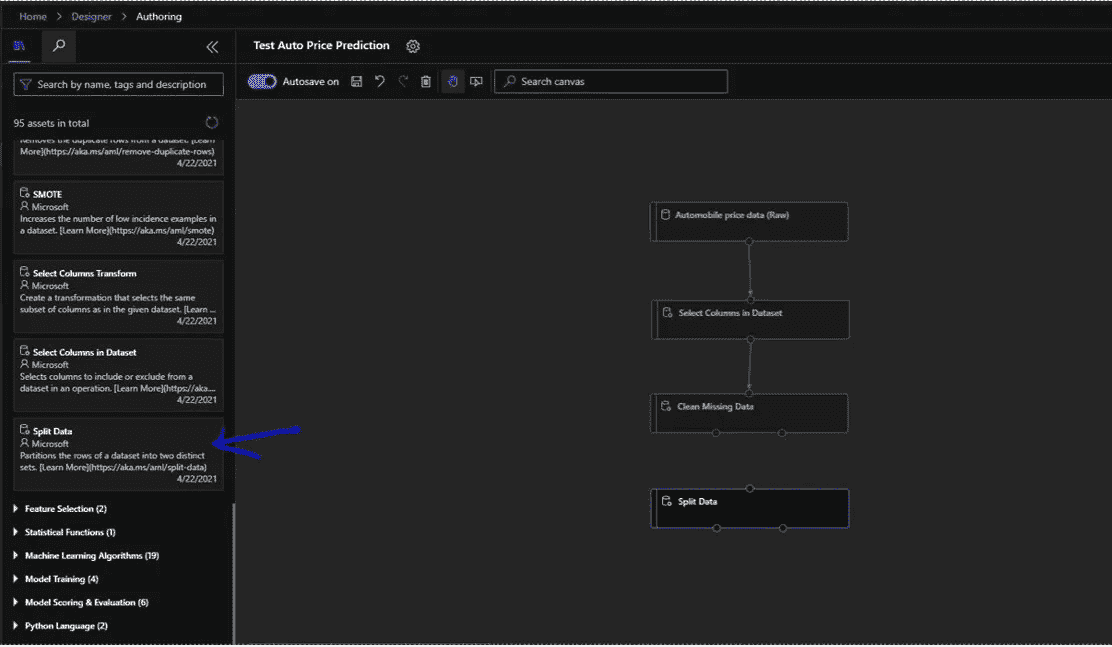 Home > Designer > Authoring
Test Auto Price Prediction
Autosave on
Search canvas
Search by name, tags and description
95 assets in total
Removes the duplicate rows from a dataset. [Learn
More](https://aka.ms/aml/remove-duplicate-rows)
4/22/2021
SMOTE
Microsoft
Increases the number of low incidence examples in
a dataset. [Learn More](https://aka.ms/aml/smote)
4/22/2021
Select Columns Transform
Microsoft
Create a transformation that selects the same
subset of columns as in the given dataset. [Learn ...
4/22/2021
Select Columns in Dataset
Microsoft
Selects columns to include or exclude from a
dataset in an operation. [Learn More](https://aka....
4/22/2021
Split Data
Microsoft
Partitions the rows of a dataset into two distinct
sets. [Learn More](https://aka.ms/aml/split-data)
4/22/2021
Feature Selection (2)
Statistical Functions (1)
Machine Learning Algorithms (19)
Model Training (4)
Model Scoring & Evaluation (6)
Python Language (2)
Automobile price data (Raw)
Select Columns in Dataset
Clean Missing Data
Split Data